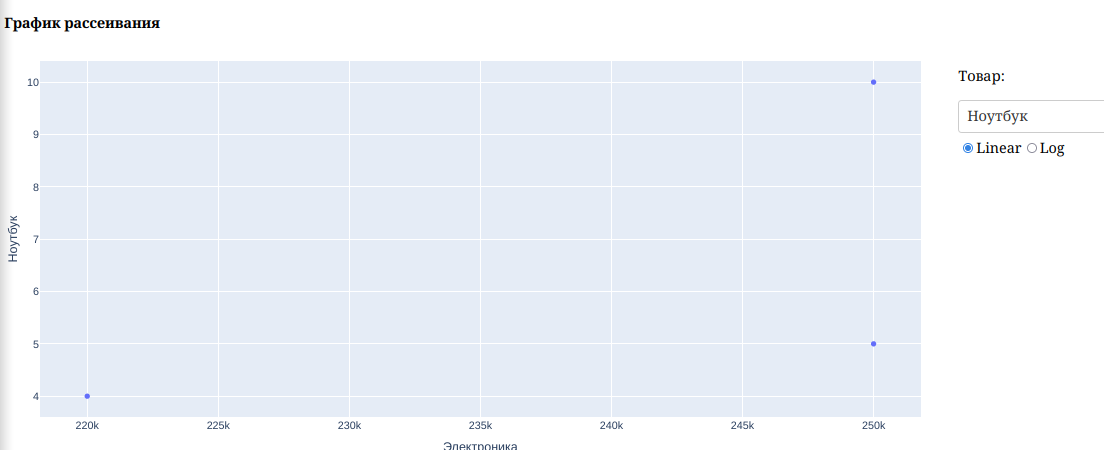 График рассеивания
10
9
8
7
6
5
4
Ноутбук
220k 225k 230k 235k 240k 245k 250k
Электроника
Товар:
Ноутбук
Linear Log